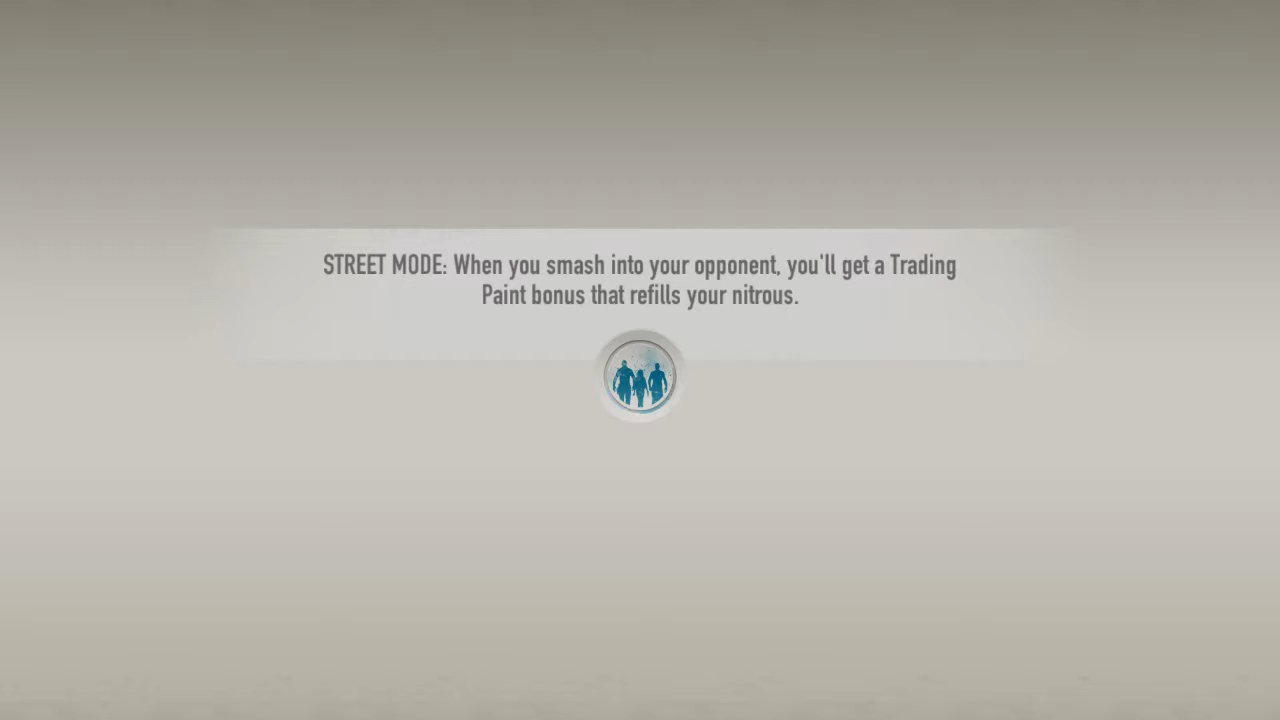 STREET MODE: When you smash into your opponent, you'll get a Trading
Paint bonus that refills your nitrous.